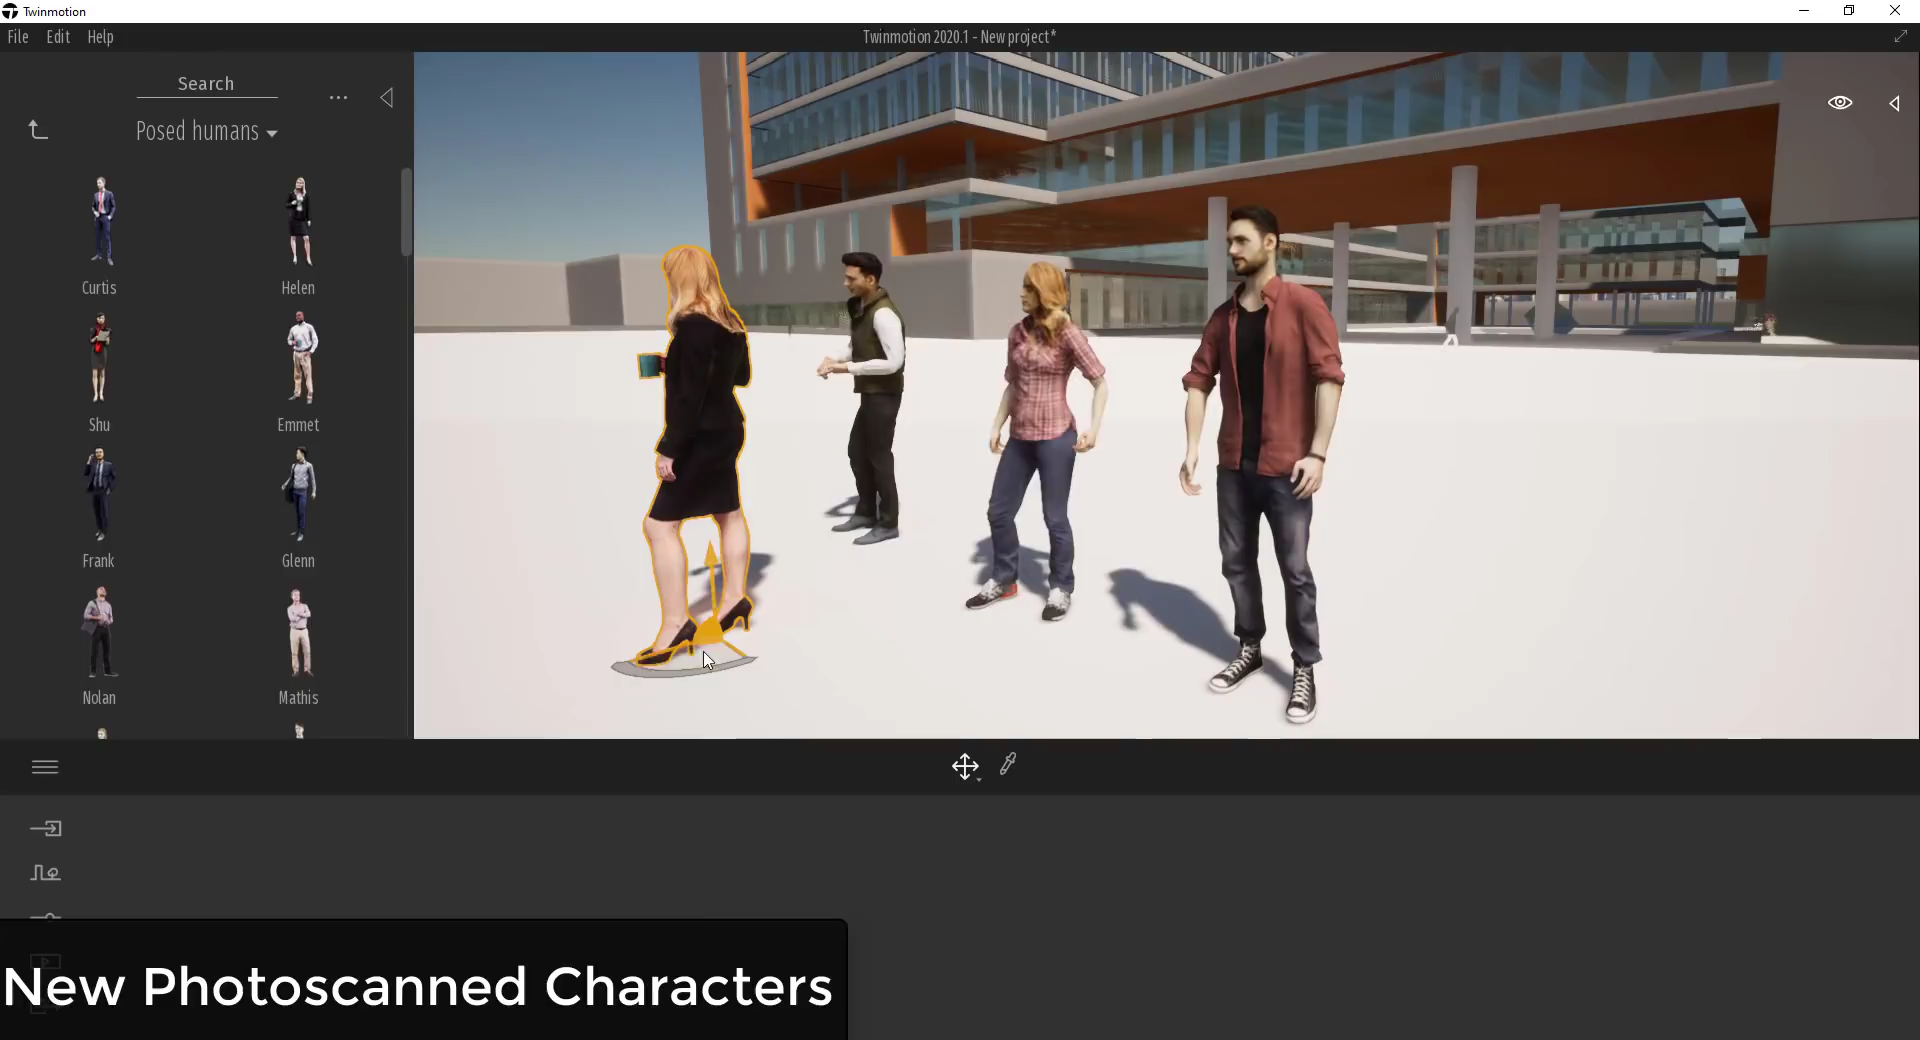 Twinmotion
File Edit Help
Twinmotion 2020.1 - New project*
Search
...
Posed humans
Curtis Helen
Shu Emmet
Frank Glenn
Nolan Mathis
New Photoscanned Characters